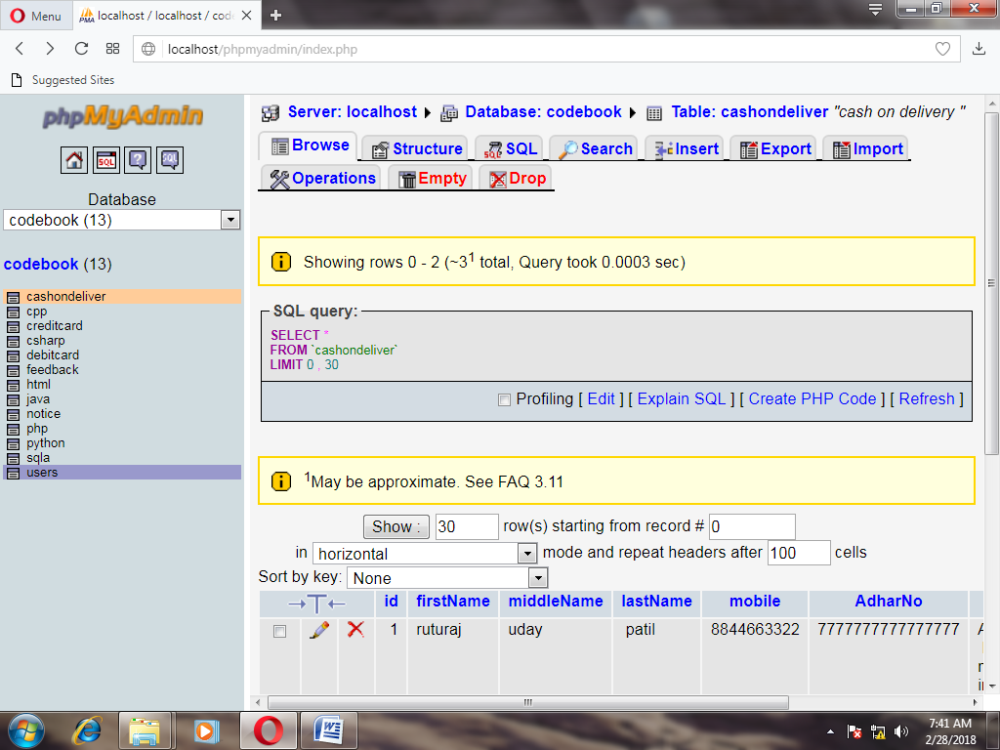 Menu
localhost / localhost / cod
localhost/phpmyadmin/index.php
Suggested Sites
phpMyAdmin
SQL
SQL
Database
codebook (13)
codebook (13)
cashondeliver
cpp
creditcard
csharp
debitcard
feedback
html
java
notice
php
python
sqla
users
Server: localhost Database: codebook Table: cashondeliver "cash on delivery "
Browse Structure SQL Search Insert Export Import
Operations Empty Drop
Showing rows 0 - 2 (~3¹ total, Query took 0.0003 sec)
SQL query:
SELECT *
FROM `cashondeliver`
LIMIT 0 , 30
Profiling [ Edit ] [ Explain SQL ] [ Create PHP Code ] [ Refresh ]
¹May be approximate. See FAQ 3.11
Show : 30 row(s) starting from record # 0
in horizontal mode and repeat headers after 100 cells
Sort by key: None
←T→ id firstName middleName lastName mobile AdharNo
1 ruturaj uday patil 8844663322 7777777777777777
7:41 AM
2/28/2018